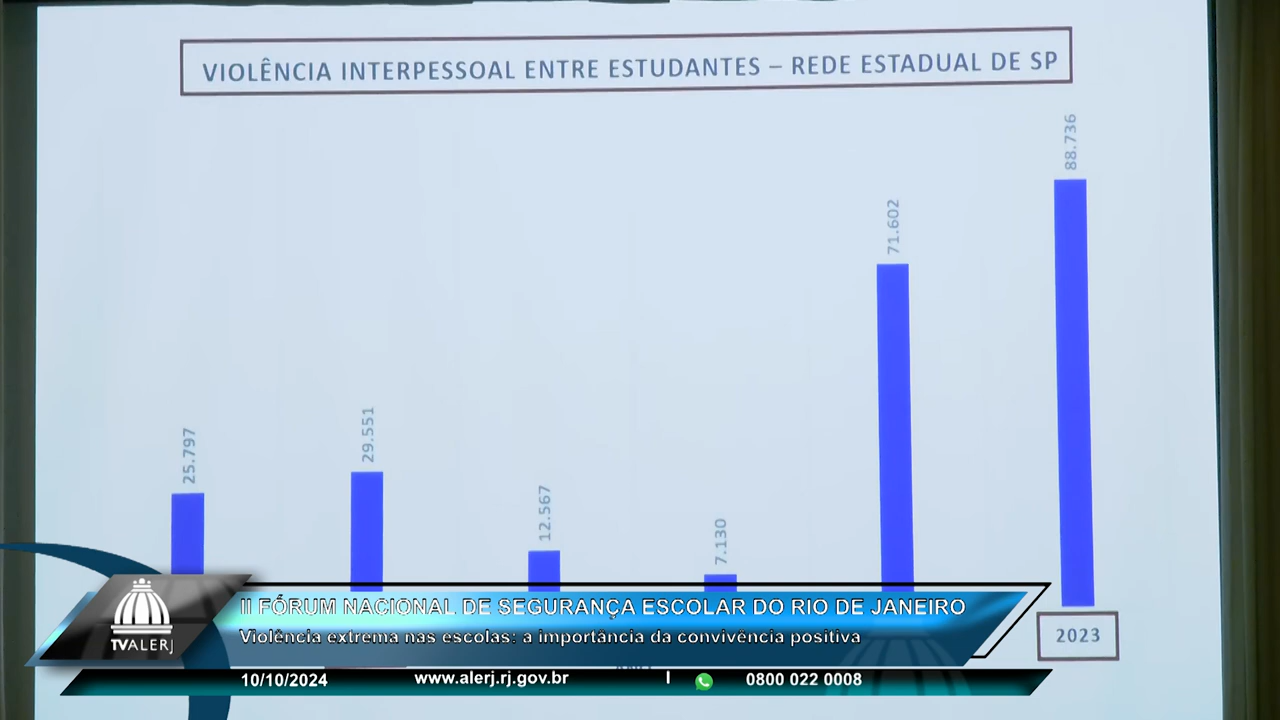 VIOLÊNCIA INTERPESSOAL ENTRE ESTUDANTES – REDE ESTADUAL DE SP
25.797
29.551
12.567
7.130
71.602
88.736
2023
II FÓRUM NACIONAL DE SEGURANÇA ESCOLAR DO RIO DE JANEIRO
Violência extrema nas escolas: a importância da convivência positiva
TVALERJ
10/10/2024 www.alerj.rj.gov.br | 0800 022 0008